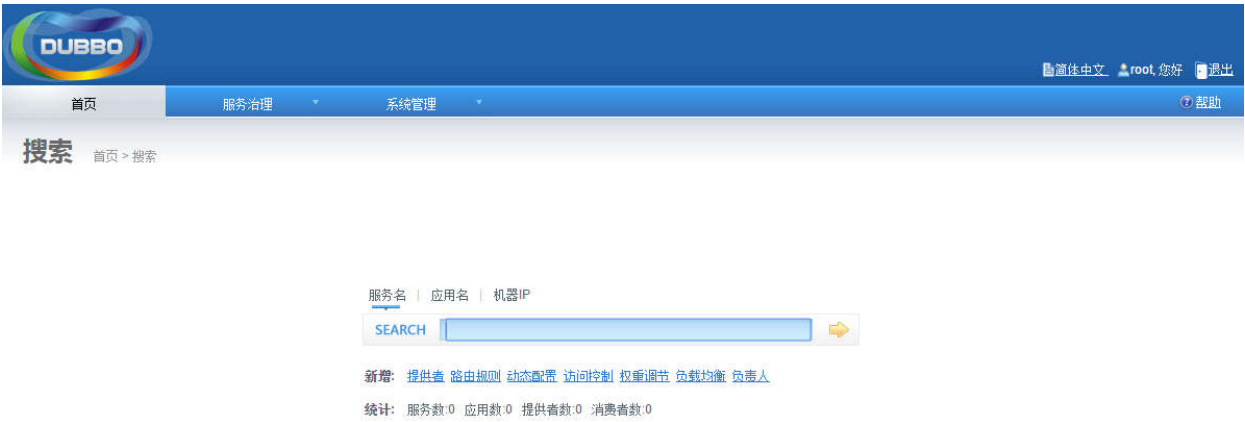 DUBBO
简体中文 root,您好 退出
首页 服务治理 系统管理 帮助
搜索 首页 > 搜索
服务名 | 应用名 | 机器IP
SEARCH
新增: 提供者 路由规则 动态配置 访问控制 权重调节 负载均衡 负责人
统计: 服务数:0 应用数:0 提供者数:0 消费者数:0